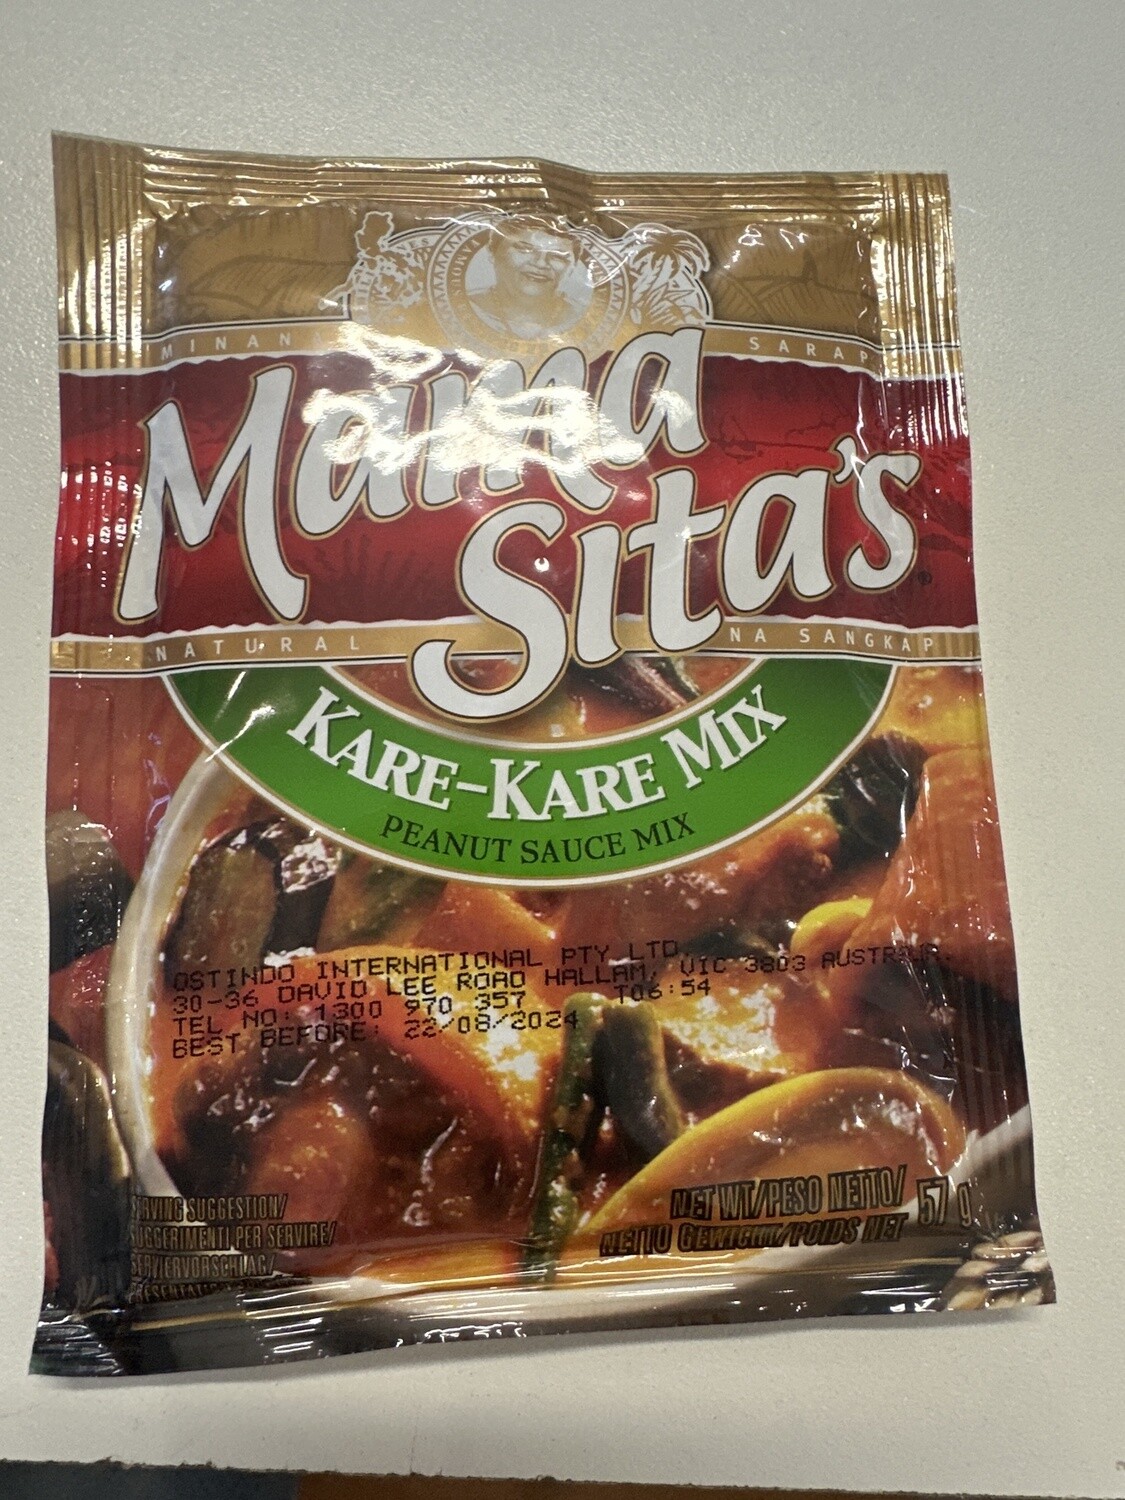 MINAN
SARAP
Mama
Sita's
NATURAL
NA SANGKAP
KARE-KARE MIX
PEANUT SAUCE MIX
OSTINDO INTERNATIONAL PTY LTD.
30-36 DAVID LEE ROAD HALLAM, VIC 3803 AUSTRALIA.
TEL NO: 1300 970 357 T06:54
BEST BEFORE: 22/08/2024
SERVING SUGGESTION/
SUGGERIMENTI PER SERVIRE/
SERVIERVORSCHLAG/
NET WT/PESO NETTO/ 57 g
NETTO GEWICHT/POIDS NET